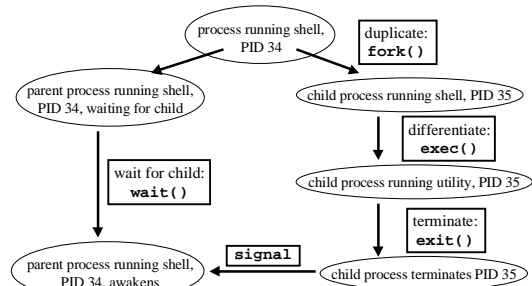 process running shell,
PID 34
duplicate:
fork()
parent process running shell,
PID 34, waiting for child
child process running shell, PID 35
differentiate:
exec()
wait for child:
wait()
child process running utility, PID 35
terminate:
exit()
signal
parent process running shell,
PID 34, awakens
child process terminates PID 35